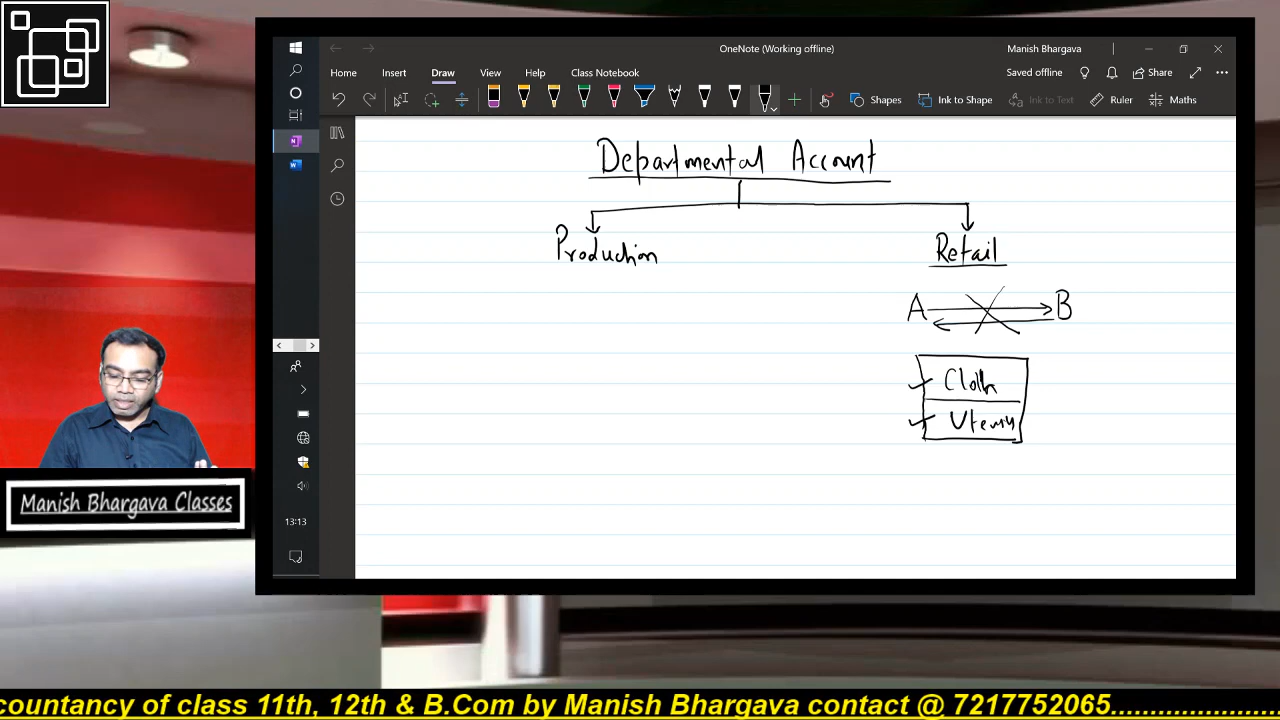 OneNote (Working offline)
Manish Bhargava
Home Insert Draw View Help Class Notebook
Saved offline
Share
Shapes
Ink to Shape
Ink to Text
Ruler
Maths
Departmental Account
Production
Retail
A B
Cloth
13:13
Manish Bhargava Classes
countancy of class 11th, 12th & B.Com by Manish Bhargava contact @ 7217752065.......................